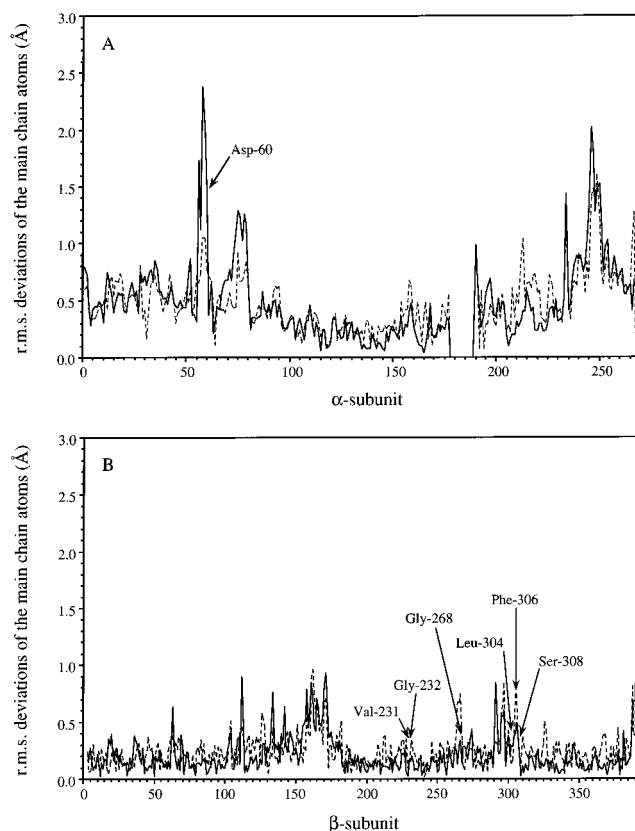 r.m.s. deviations of the main chain atoms (Å)
3.0
2.5
2.0
1.5
1.0
0.5
0.0
A
Asp-60
0
50
100
150
200
250
α-subunit
r.m.s. deviations of the main chain atoms (Å)
3.0
2.5
2.0
1.5
1.0
0.5
0.0
B
Phe-306
Gly-268
Leu-304
Ser-308
Gly-232
Val-231
0
50
100
150
200
250
300
350
β-subunit